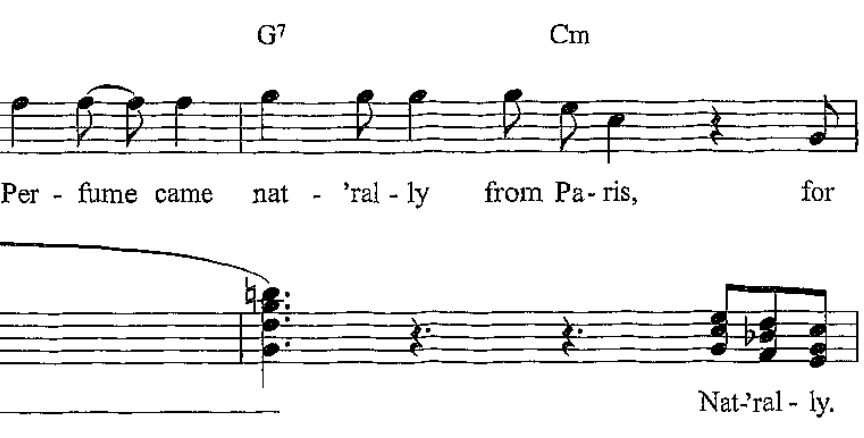 G7 Cm
Per - fume came nat - 'ral - ly from Pa - ris, for
Nat-'ral - ly.